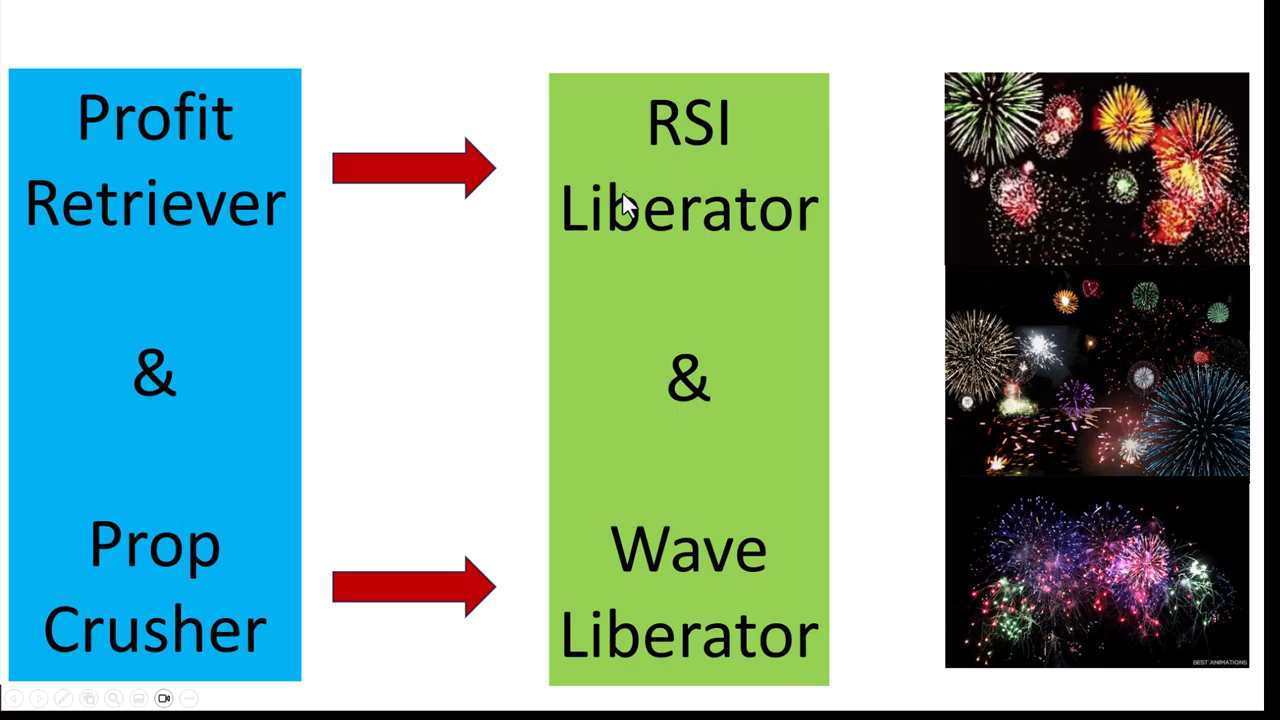 Profit
Retriever
&
Prop
Crusher
RSI
Liberator
&
Wave
Liberator
BEST ANIMATIONS